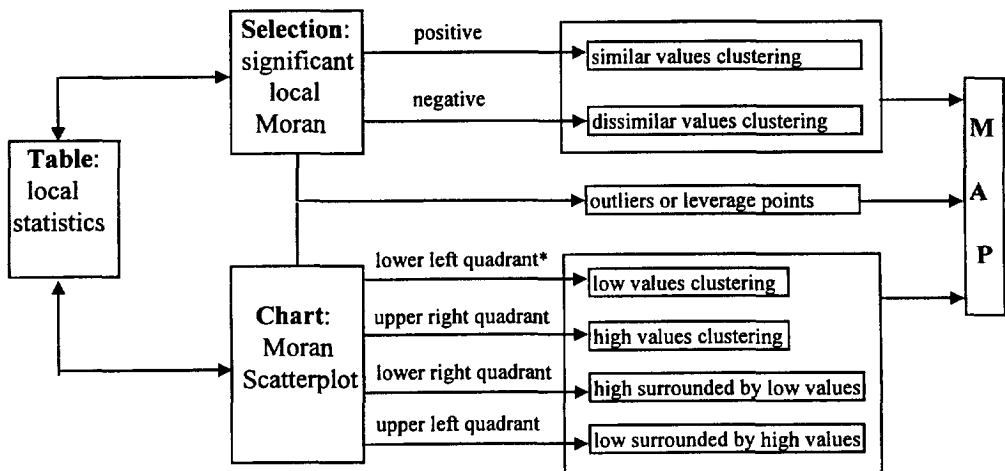 Selection:
significant
local
Moran
positive
negative
similar values clustering
dissimilar values clustering
Table:
local
statistics
outliers or leverage points
M
A
P
Chart:
Moran
Scatterplot
lower left quadrant*
upper right quadrant
lower right quadrant
upper left quadrant
low values clustering
high values clustering
high surrounded by low values
low surrounded by high values